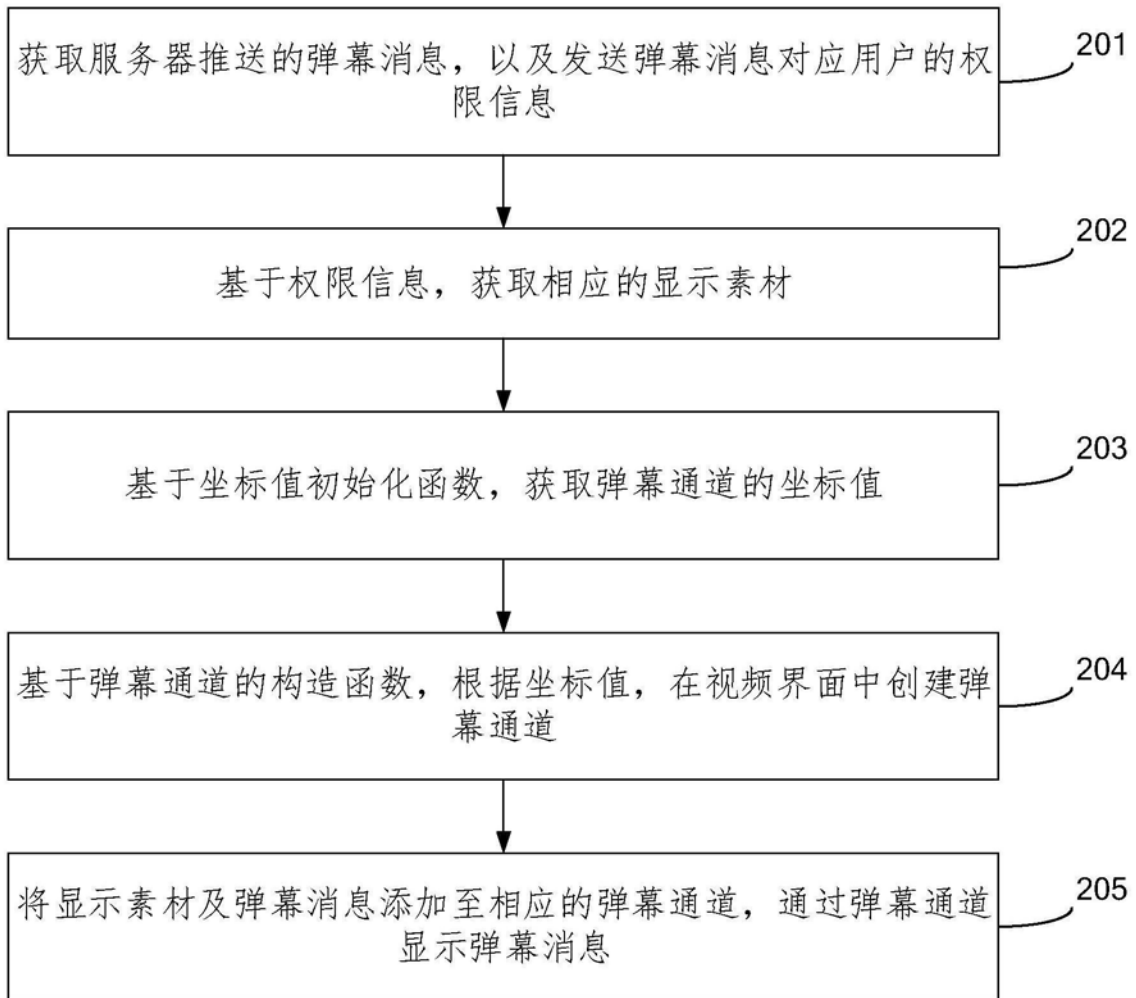 获取服务器推送的弹幕消息，以及发送弹幕消息对应用户的权
限信息
201
基于权限信息，获取相应的显示素材
202
基于坐标值初始化函数，获取弹幕通道的坐标值
203
基于弹幕通道的构造函数，根据坐标值，在视频界面中创建弹
幕通道
204
将显示素材及弹幕消息添加至相应的弹幕通道，通过弹幕通道
显示弹幕消息
205